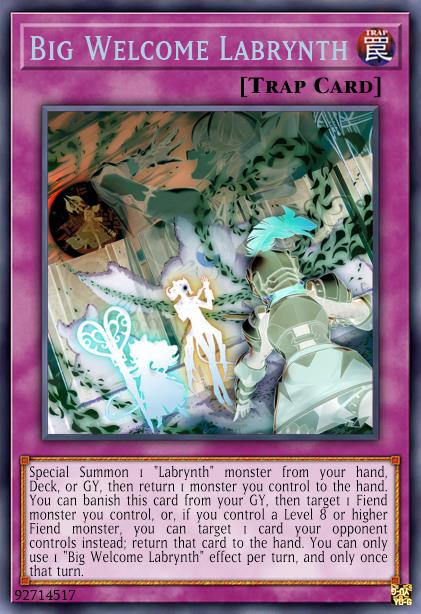 Big Welcome Labrynth
TRAP
罠
[Trap Card]
Special Summon 1 "Labrynth" monster from your hand,
Deck, or GY, then return 1 monster you control to the hand.
You can banish this card from your GY, then target 1 Fiend
monster you control, or, if you control a Level 8 or higher
Fiend monster, you can target 1 card your opponent
controls instead; return that card to the hand. You can only
use 1 "Big Welcome Labrynth" effect per turn, and only once
that turn.
92714517